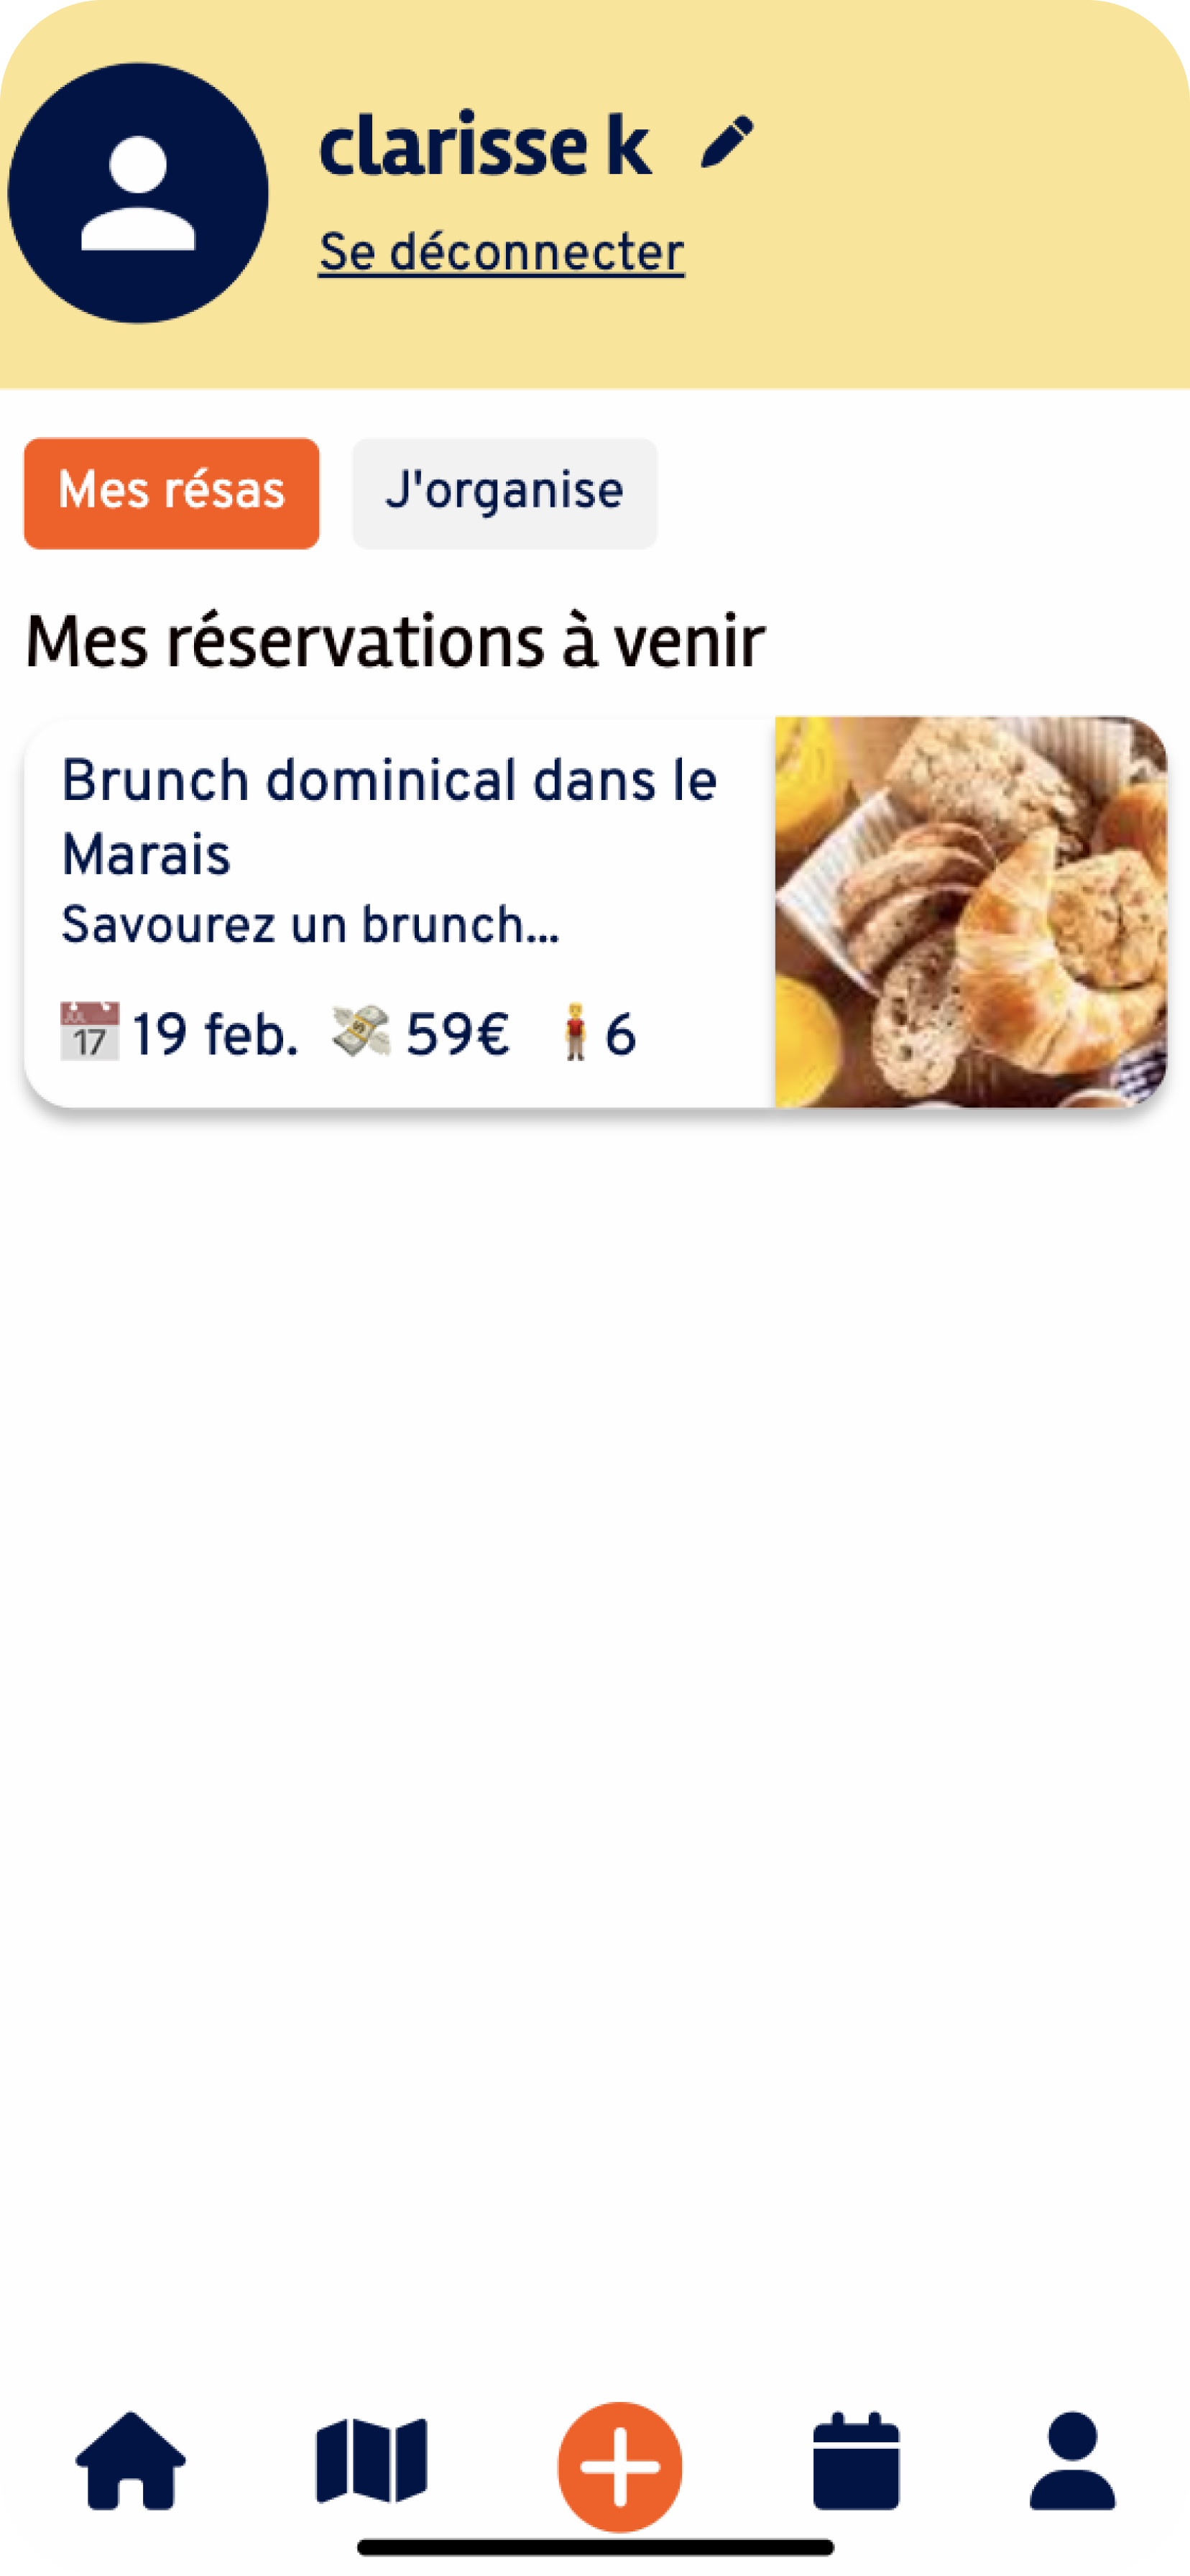 clarisse k
Se déconnecter
Mes résas
J'organise
Mes réservations à venir
Brunch dominical dans le
Marais
Savourez un brunch...
17 19 feb. 59€ 6